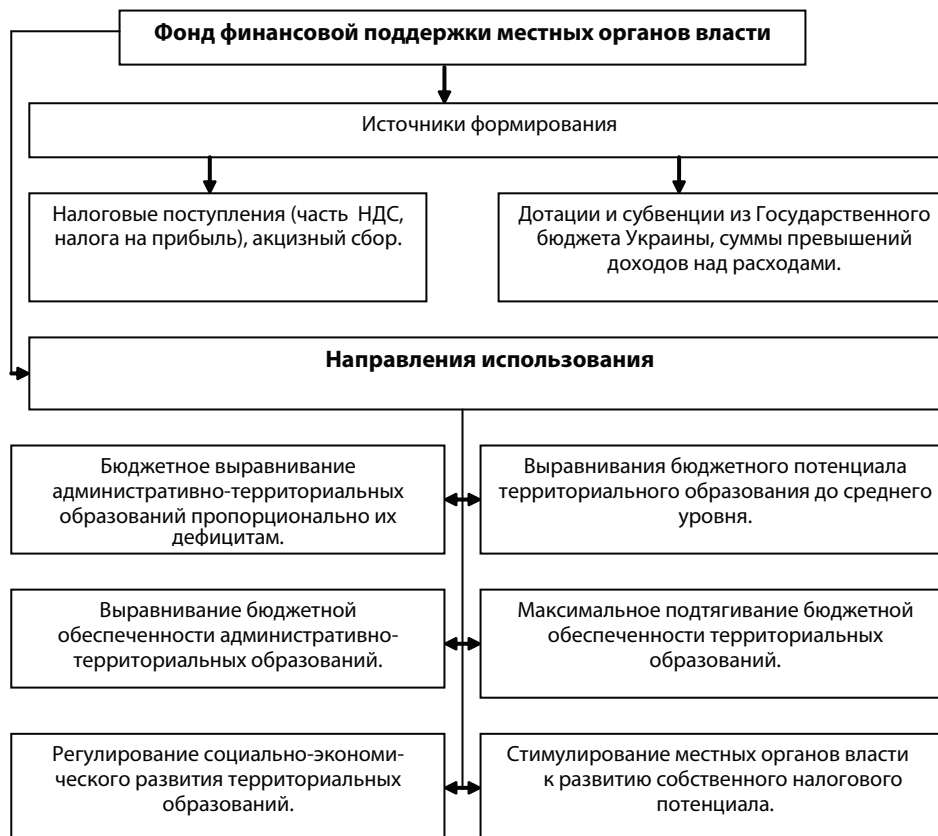 Фонд финансовой поддержки местных органов власти
Источники формирования
Налоговые поступления (часть НДС,
налога на прибыль), акцизный сбор.
Дотации и субвенции из Государственного
бюджета Украины, суммы превышений
доходов над расходами.
Направления использования
Бюджетное выравнивание
административно-территориальных
образований пропорционально их
дефицитам.
Выравнивания бюджетного потенциала
территориального образования до среднего
уровня.
Выравнивание бюджетной
обеспеченности административно-
территориальных образований.
Максимальное подтягивание бюджетной
обеспеченности территориальных
образований.
Регулирование социально-экономи-
ческого развития территориальных
образований.
Стимулирование местных органов власти
к развитию собственного налогового
потенциала.